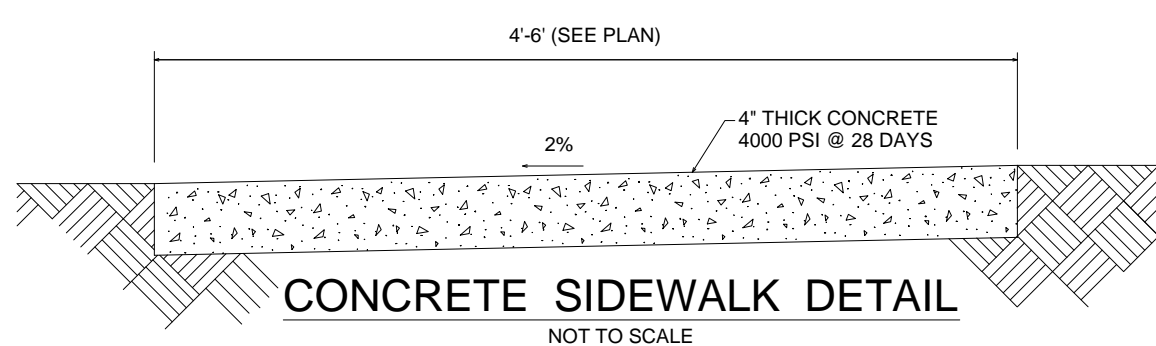 4'-6' (SEE PLAN)
4" THICK CONCRETE
2%
4000 PSI @ 28 DAYS
CONCRETE SIDEWALK DETAIL
NOT TO SCALE